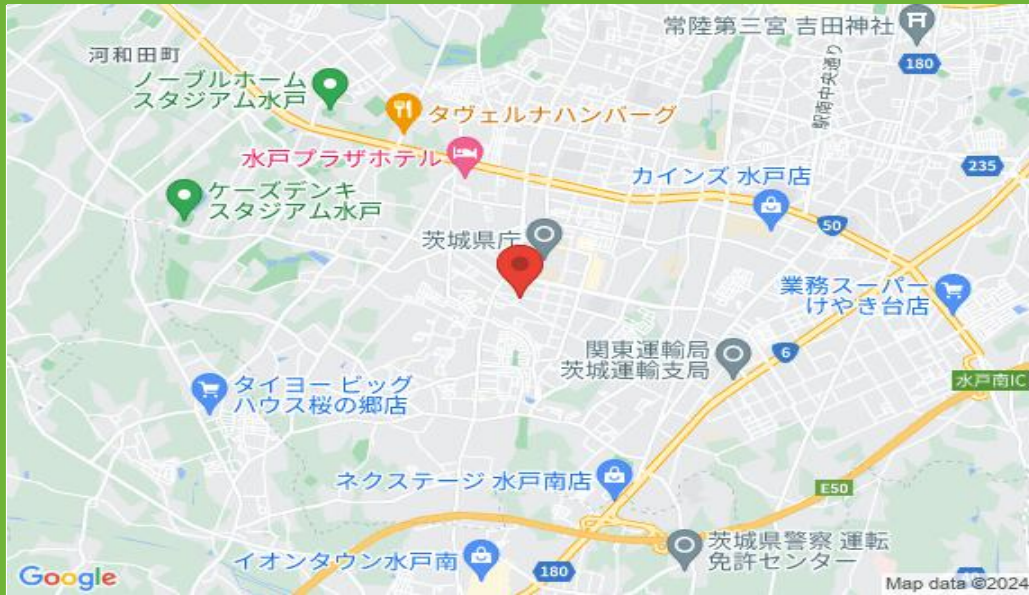 常陸第三宮 吉田神社
180
河和田町
ノーブルホーム
スタジアム水戸
駅南中央通り
タヴェルナハンバーグ
水戸プラザホテル
235
カインズ 水戸店
ケーズデンキ
スタジアム水戸
50
茨城県庁
業務スーパー
けやき台店
関東運輸局
茨城運輸支局
6
水戸南IC
タイヨー ビッグ
ハウス桜の郷店
ネクステージ 水戸南店
E50
茨城県警察 運転
免許センター
イオンタウン水戸南
180
Google
Map data ©2024